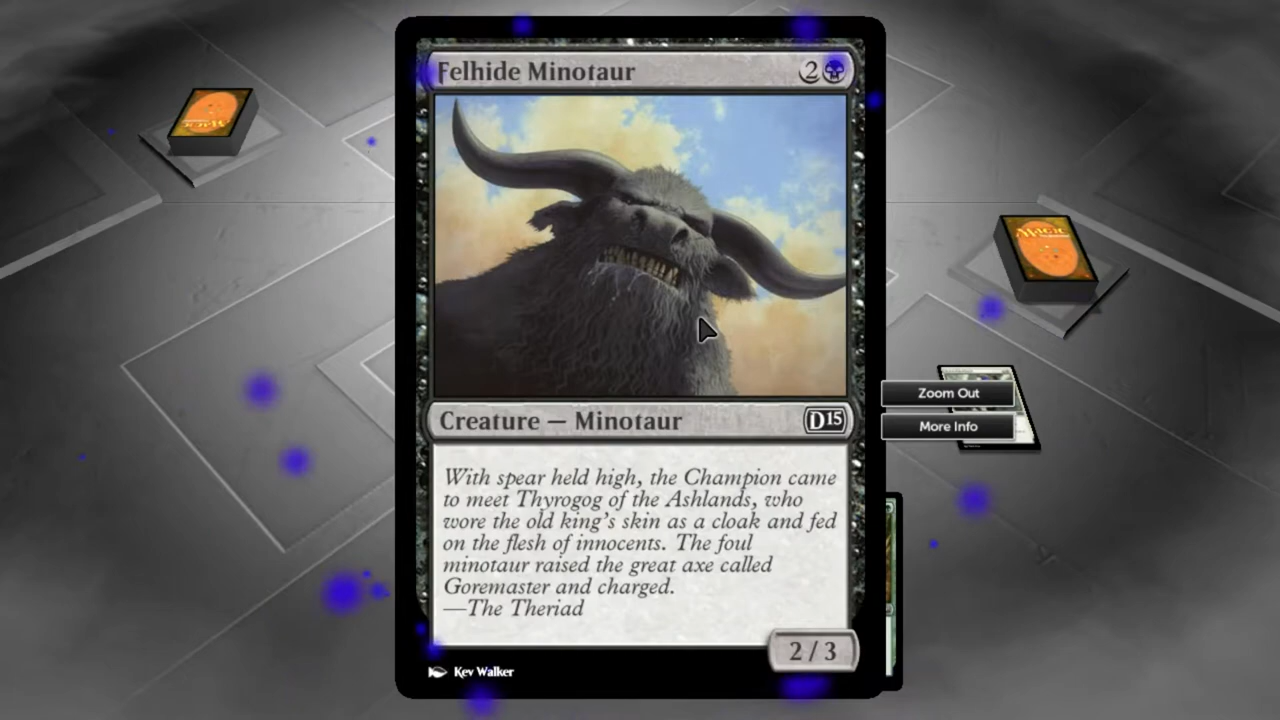 Felhide Minotaur 2
Creature — Minotaur D15
With spear held high, the Champion came
to meet Thyrogog of the Ashlands, who
wore the old king's skin as a cloak and fed
on the flesh of innocents. The foul
minotaur raised the great axe called
Goremaster and charged.
—The Theriad
2 / 3
Kev Walker
MAGIC
Zoom Out
More Info